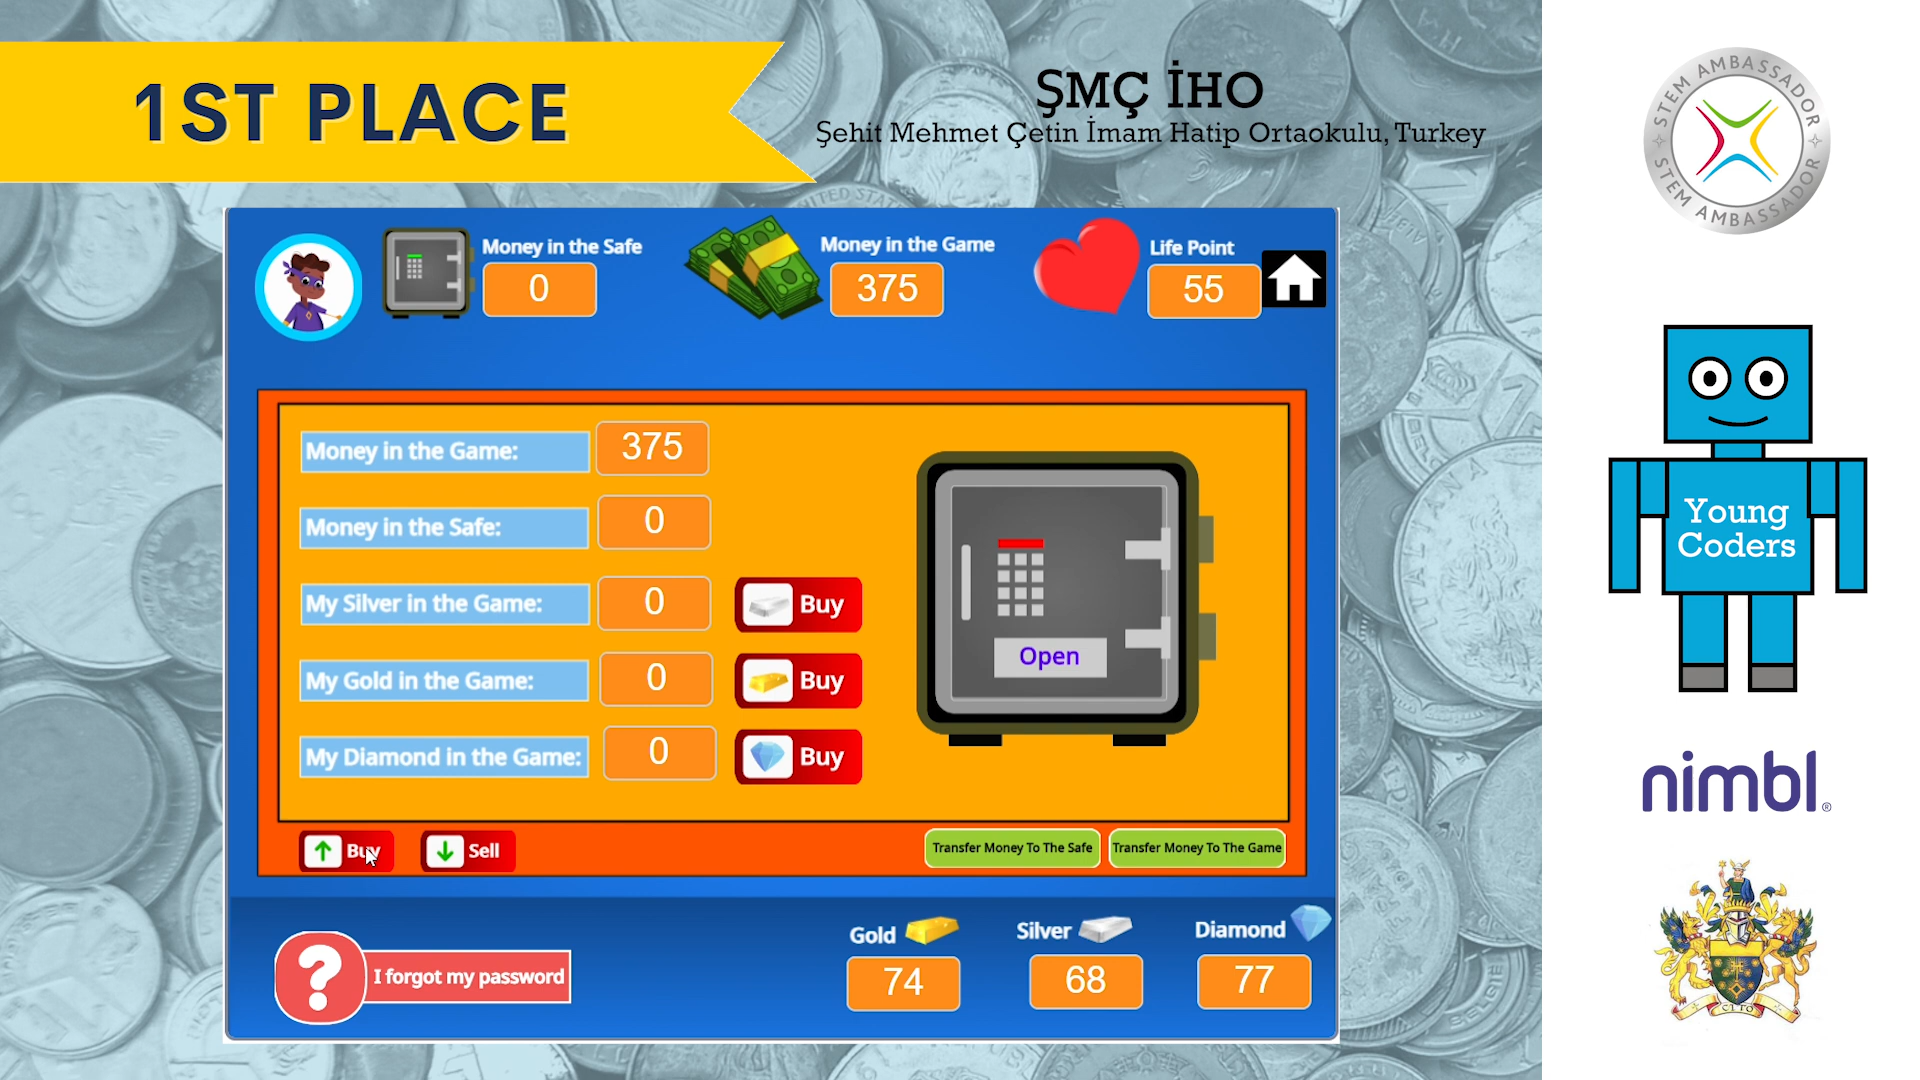 1ST PLACE
ŞMÇ İHO
Şehit Mehmet Çetin İmam Hatip Ortaokulu, Turkey
STEM AMBASSADOR
STEM AMBASSADOR
Money in the Safe
0
Money in the Game
375
Life Point
55
Money in the Game:
375
Money in the Safe:
0
My Silver in the Game:
0
Buy
My Gold in the Game:
0
Buy
My Diamond in the Game:
0
Buy
Open
Buy
Sell
Transfer Money To The Safe
Transfer Money To The Game
I forgot my password
Gold
74
Silver
68
Diamond
77
Young
Coders
nimbl®